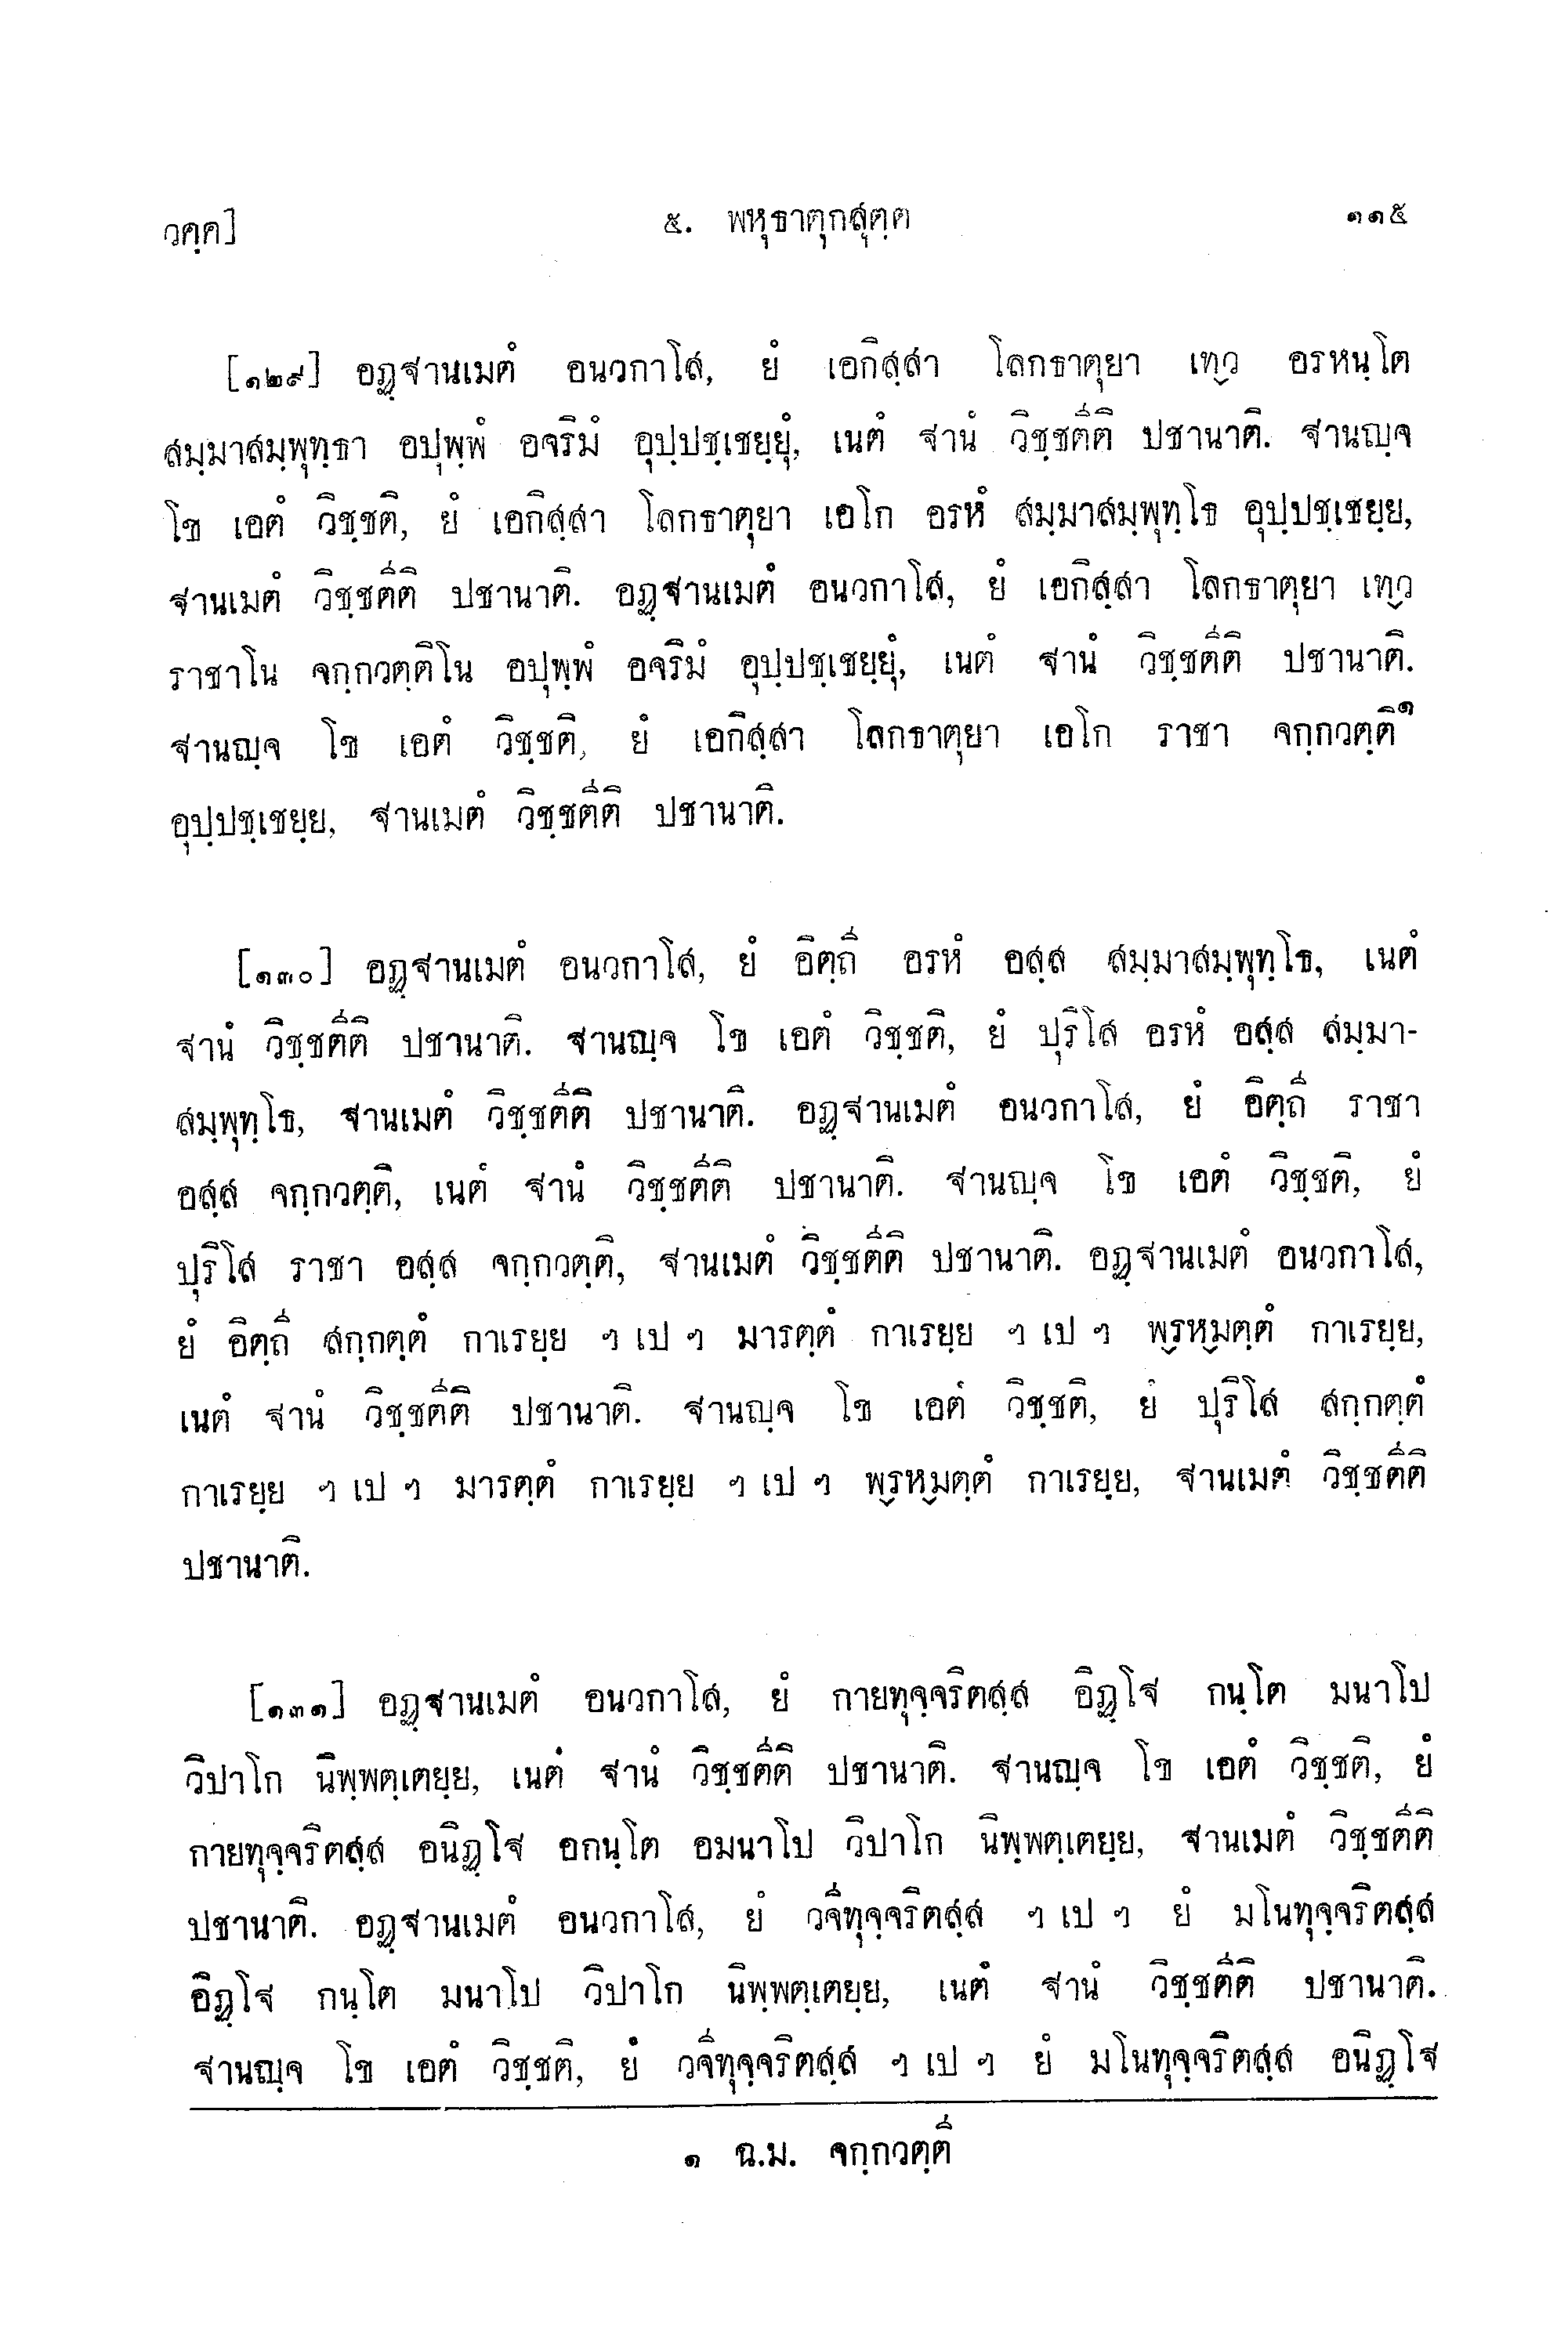 วคฺค]
๕. พหุธาตุกสุตฺต
๑๑๕
[๑๒๙] อฏฺฐานเมตํ อนวกาโส, ยํ เอกิสฺสา โลกธาตุยา เทฺว อรหนฺโต
สมฺมาสมฺพุทฺธา อปุพฺพํ อจริมํ อุปฺปชฺเชยฺยุํ, เนตํ ฐานํ วิชฺชตีติ ปชานาติ. ฐานญฺจ
โข เอตํ วิชฺชติ, ยํ เอกิสฺสา โลกธาตุยา เอโก อรหํ สมฺมาสมฺพุทฺโธ อุปฺปชฺเชยฺย,
ฐานเมตํ วิชฺชตีติ ปชานาติ. อฏฺฐานเมตํ อนวกาโส, ยํ เอกิสฺสา โลกธาตุยา เทฺว
ราชาโน จกฺกวตฺติโน อปุพฺพํ อจริมํ อุปฺปชฺเชยฺยุํ, เนตํ ฐานํ วิชฺชตีติ ปชานาติ.
ฐานญฺจ โข เอตํ วิชฺชติ, ยํ เอกิสฺสา โลกธาตุยา เอโก ราชา จกฺกวตฺติ๑
อุปฺปชฺเชยฺย, ฐานเมตํ วิชฺชตีติ ปชานาติ.
[๑๓๐] อฏฺฐานเมตํ อนวกาโส, ยํ อิตฺถี อรหํ อสฺส สมฺมาสมฺพุทฺโธ, เนตํ
ฐานํ วิชฺชตีติ ปชานาติ. ฐานญฺจ โข เอตํ วิชฺชติ, ยํ ปุริโส อรหํ อสฺส สมฺมา-
สมฺพุทฺโธ, ฐานเมตํ วิชฺชตีติ ปชานาติ. อฏฺฐานเมตํ อนวกาโส, ยํ อิตฺถี ราชา
อสฺส จกฺกวตฺติ, เนตํ ฐานํ วิชฺชตีติ ปชานาติ. ฐานญฺจ โข เอตํ วิชฺชติ, ยํ
ปุริโส ราชา อสฺส จกฺกวตฺติ, ฐานเมตํ วิชฺชตีติ ปชานาติ. อฏฺฐานเมตํ อนวกาโส,
ยํ อิตฺถี สกฺกตฺตํ กาเรยฺย ฯ เป ฯ มารตฺตํ กาเรยฺย ฯ เป ฯ พฺรหฺมตฺตํ กาเรยฺย,
เนตํ ฐานํ วิชฺชตีติ ปชานาติ. ฐานญฺจ โข เอตํ วิชฺชติ, ยํ ปุริโส สกฺกตฺตํ
กาเรยฺย ฯ เป ฯ มารตฺตํ กาเรยฺย ฯ เป ฯ พฺรหฺมตฺตํ กาเรยฺย, ฐานเมตํ วิชฺชตีติ
ปชานาติ.
[๑๓๑] อฏฺฐานเมตํ อนวกาโส, ยํ กายทุจฺจริตสฺส อิฏฺโฐ กนฺโต มนาโป
วิปาโก นิพฺพตฺเตยฺย, เนตํ ฐานํ วิชฺชตีติ ปชานาติ. ฐานญฺจ โข เอตํ วิชฺชติ, ยํ
กายทุจฺจริตสฺส อนิฏฺโฐ อกนฺโต อมนาโป วิปาโก นิพฺพตฺเตยฺย, ฐานเมตํ วิชฺชตีติ
ปชานาติ. อฏฺฐานเมตํ อนวกาโส, ยํ วจีทุจฺจริตสฺส ฯ เป ฯ ยํ มโนทุจฺจริตสฺส
อิฏฺโฐ กนฺโต มนาโป วิปาโก นิพฺพตฺเตยฺย, เนตํ ฐานํ วิชฺชตีติ ปชานาติ.
ฐานญฺจ โข เอตํ วิชฺชติ, ยํ วจีทุจฺจริตสฺส ฯ เป ฯ ยํ มโนทุจฺจริตสฺส อนิฏฺโฐ
๑ ฉ.ม. จกฺกวตฺตี